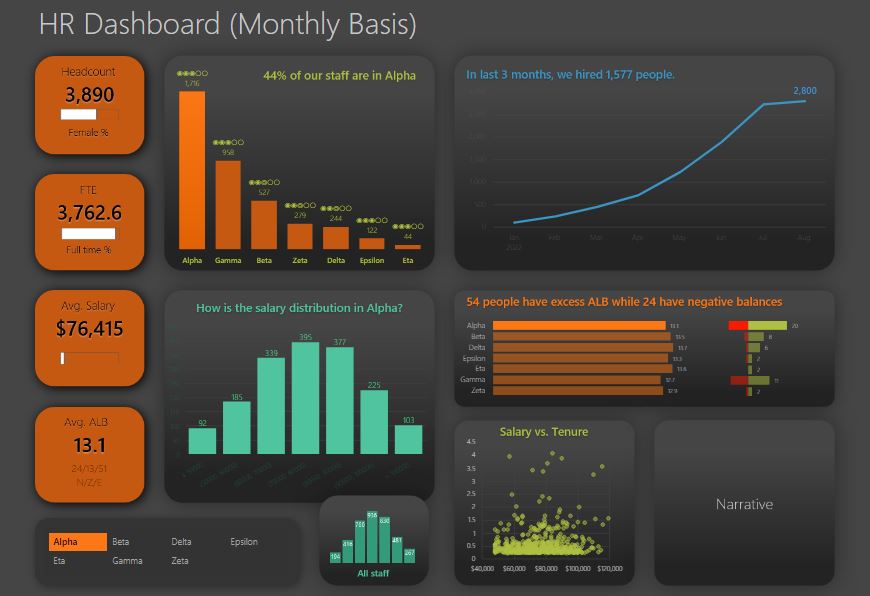 HR Dashboard (Monthly Basis)
Headcount
3,890
Female %
FTE
3,762.6
Full time %
Avg. Salary
$76,415
Avg. ALB
13.1
24/13/51
N/Z/E
44% of our staff are in Alpha
1,716
958
527
279
244
122
44
Alpha Gamma Beta Zeta Delta Epsilon Eta
In last 3 months, we hired 1,577 people.
2,800
500
0
Jan Feb Mar Apr May Jun Jul Aug
2022
How is the salary distribution in Alpha?
92
185
339
395
377
225
103
54 people have excess ALB while 24 have negative balances
Alpha 13.1 20
Beta 13.5 8
Delta 13.7 6
Epsilon 13.3 2
Eta 13.6 2
Gamma 12.7 11
Zeta 12.9 2
Salary vs. Tenure
4.5
4
3.5
3
2.5
2
1.5
1
0.5
0
$40,000 $60,000 $80,000 $100,000 $120,000
Narrative
Alpha Beta Delta Epsilon
Eta Gamma Zeta
194
418
760
936
830
481
267
All staff